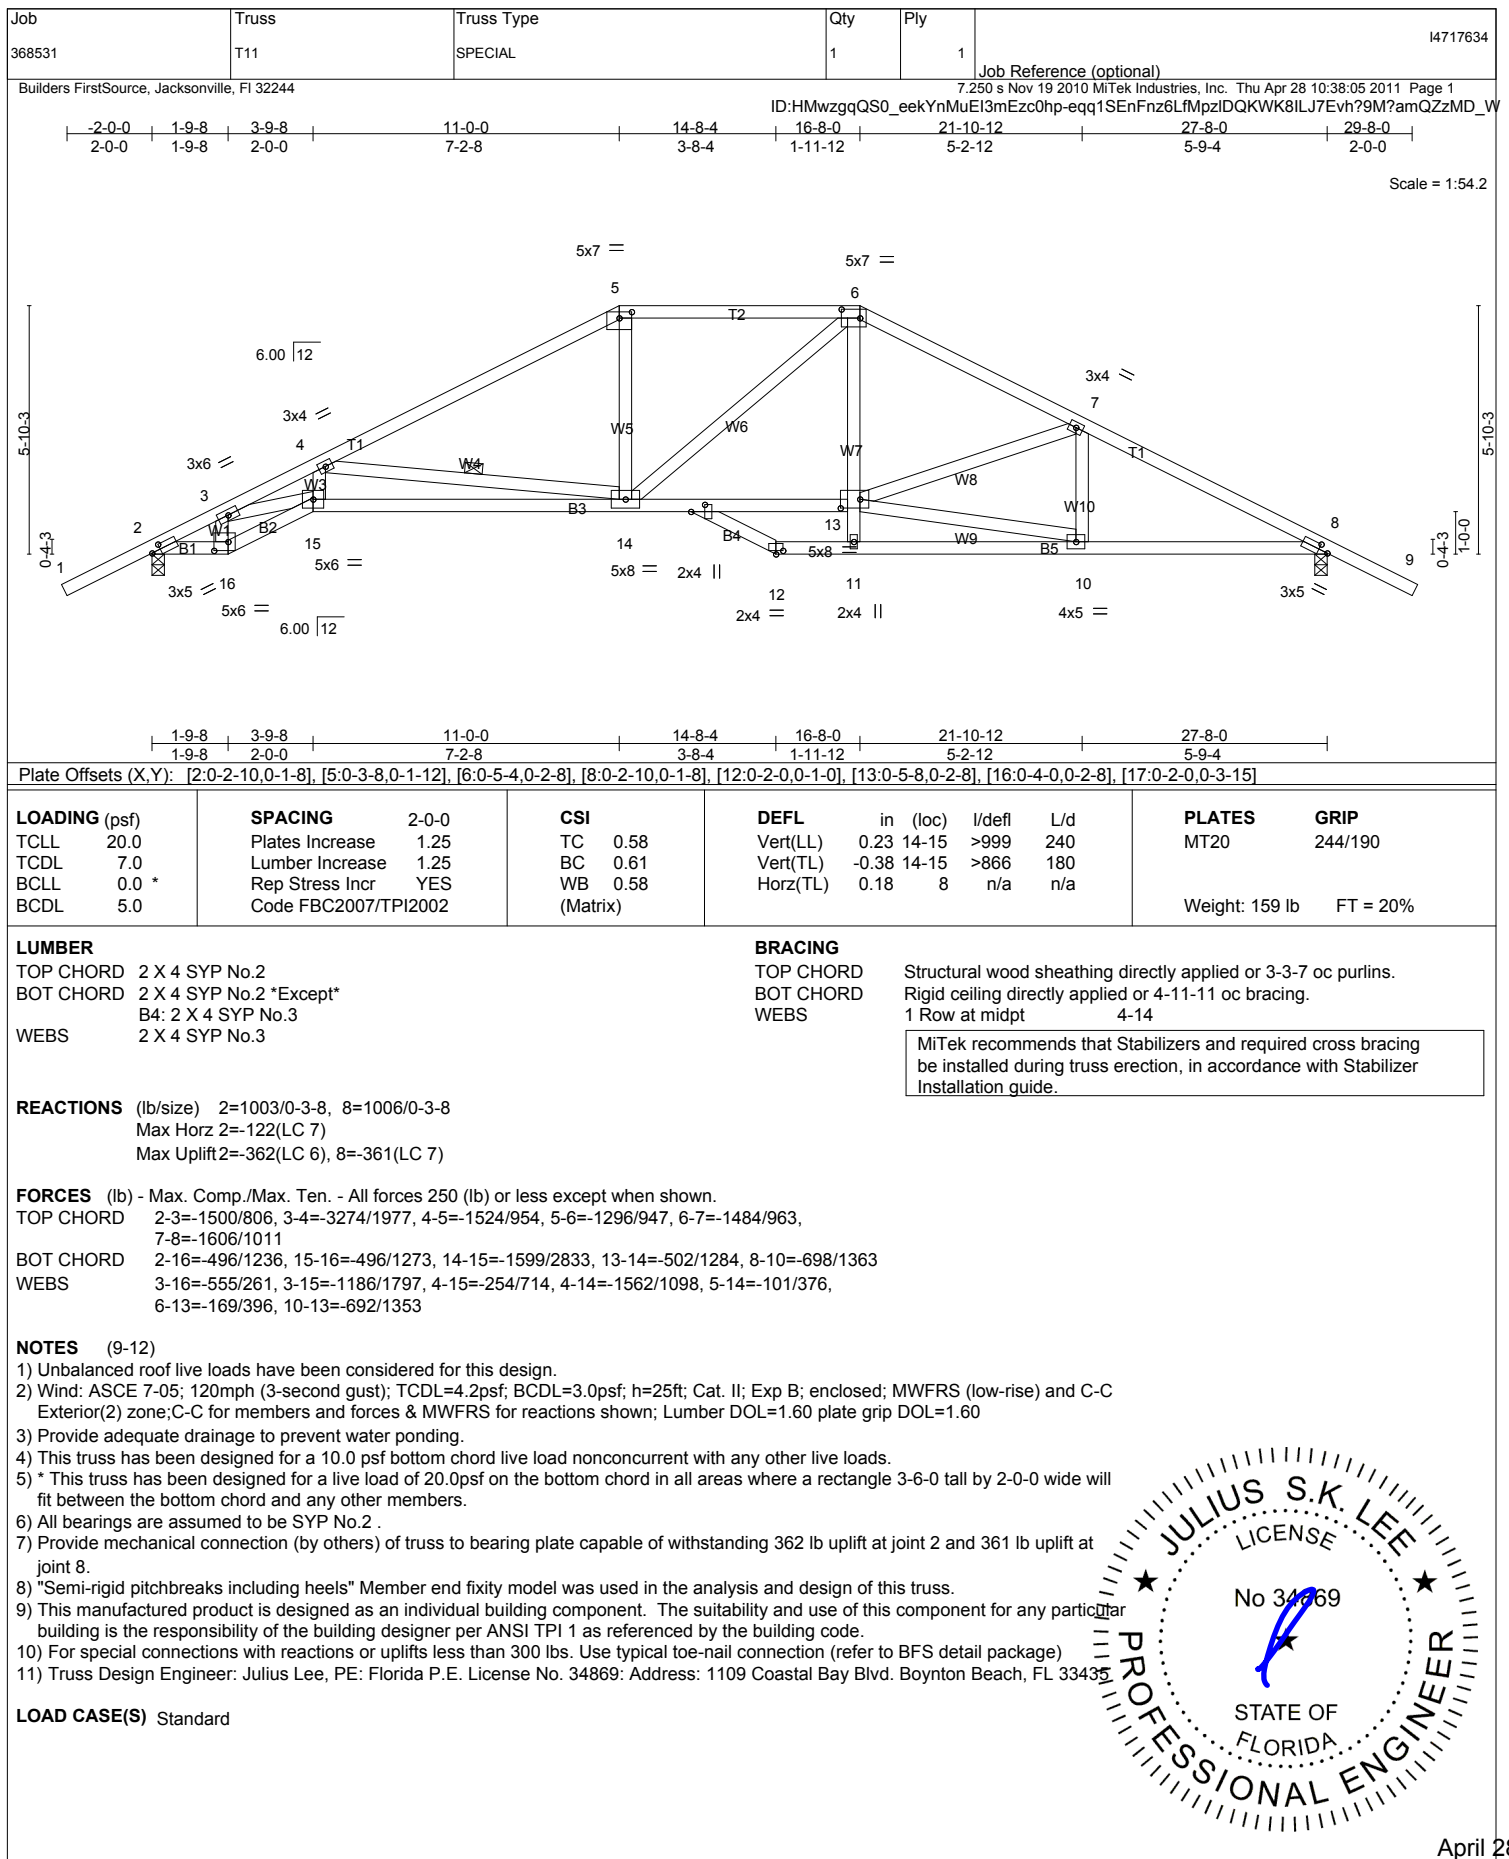 Job Truss Truss Type Qty Ply
I4717634
368531 T11 SPECIAL 1 1
Job Reference (optional)
Builders FirstSource, Jacksonville, Fl 32244 7.250 s Nov 19 2010 MiTek Industries, Inc. Thu Apr 28 10:38:05 2011 Page 1
ID:HMwzgqQS0_eekYnMuEI3mEzc0hp-eqq1SEnFnz6LfMpzIDQKWK8ILJ7Evh?9M?amQZzMD_W
-2-0-0 1-9-8 3-9-8 11-0-0 14-8-4 16-8-0 21-10-12 27-8-0 29-8-0
2-0-0 1-9-8 2-0-0 7-2-8 3-8-4 1-11-12 5-2-12 5-9-4 2-0-0
Scale = 1:54.2
5x7 =
5x7 =
5 6
T2
6.00 12
3x4
7
3x4
5-10-3
5-10-3
4 T1
W5 W6 W7
T1
3x6
W4
3
W3
W8
B3
W10
2 W1 B2
13
8
0-4-3
B1
B4 W9 B5
0-4-3
1-0-0
1
15
14
5x8 =
9
3x5 16
5x6 =
5x8 = 2x4 ||
11
10
5x6 =
12
3x5
2x4 =
2x4 ||
4x5 =
6.00 12
1-9-8 3-9-8 11-0-0 14-8-4 16-8-0 21-10-12 27-8-0
1-9-8 2-0-0 7-2-8 3-8-4 1-11-12 5-2-12 5-9-4
Plate Offsets (X,Y): [2:0-2-10,0-1-8], [5:0-3-8,0-1-12], [6:0-5-4,0-2-8], [8:0-2-10,0-1-8], [12:0-2-0,0-1-0], [13:0-5-8,0-2-8], [16:0-4-0,0-2-8], [17:0-2-0,0-3-15]
LOADING (psf) SPACING 2-0-0 CSI DEFL in (loc) l/defl L/d PLATES GRIP
TCLL 20.0 Plates Increase 1.25 TC 0.58 Vert(LL) 0.23 14-15 >999 240 MT20 244/190
TCDL 7.0 Lumber Increase 1.25 BC 0.61 Vert(TL) -0.38 14-15 >866 180
BCLL 0.0 * Rep Stress Incr YES WB 0.58 Horz(TL) 0.18 8 n/a n/a
BCDL 5.0 Code FBC2007/TPI2002 (Matrix) Weight: 159 lb FT = 20%
LUMBER
TOP CHORD 2 X 4 SYP No.2
BOT CHORD 2 X 4 SYP No.2 *Except*
B4: 2 X 4 SYP No.3
WEBS 2 X 4 SYP No.3
BRACING
TOP CHORD Structural wood sheathing directly applied or 3-3-7 oc purlins.
BOT CHORD Rigid ceiling directly applied or 4-11-11 oc bracing.
WEBS 1 Row at midpt 4-14
MiTek recommends that Stabilizers and required cross bracing
be installed during truss erection, in accordance with Stabilizer
Installation guide.
REACTIONS (lb/size) 2=1003/0-3-8, 8=1006/0-3-8
Max Horz 2=-122(LC 7)
Max Uplift 2=-362(LC 6), 8=-361(LC 7)
FORCES (lb) - Max. Comp./Max. Ten. - All forces 250 (lb) or less except when shown.
TOP CHORD 2-3=-1500/806, 3-4=-3274/1977, 4-5=-1524/954, 5-6=-1296/947, 6-7=-1484/963,
7-8=-1606/1011
BOT CHORD 2-16=-496/1236, 15-16=-496/1273, 14-15=-1599/2833, 13-14=-502/1284, 8-10=-698/1363
WEBS 3-16=-555/261, 3-15=-1186/1797, 4-15=-254/714, 4-14=-1562/1098, 5-14=-101/376,
6-13=-169/396, 10-13=-692/1353
NOTES (9-12)
1) Unbalanced roof live loads have been considered for this design.
2) Wind: ASCE 7-05; 120mph (3-second gust); TCDL=4.2psf; BCDL=3.0psf; h=25ft; Cat. II; Exp B; enclosed; MWFRS (low-rise) and C-C
Exterior(2) zone;C-C for members and forces & MWFRS for reactions shown; Lumber DOL=1.60 plate grip DOL=1.60
3) Provide adequate drainage to prevent water ponding.
4) This truss has been designed for a 10.0 psf bottom chord live load nonconcurrent with any other live loads.
5) * This truss has been designed for a live load of 20.0psf on the bottom chord in all areas where a rectangle 3-6-0 tall by 2-0-0 wide will
fit between the bottom chord and any other members.
6) All bearings are assumed to be SYP No.2 .
7) Provide mechanical connection (by others) of truss to bearing plate capable of withstanding 362 lb uplift at joint 2 and 361 lb uplift at
joint 8.
8) "Semi-rigid pitchbreaks including heels" Member end fixity model was used in the analysis and design of this truss.
9) This manufactured product is designed as an individual building component. The suitability and use of this component for any particular
building is the responsibility of the building designer per ANSI TPI 1 as referenced by the building code.
10) For special connections with reactions or uplifts less than 300 lbs. Use typical toe-nail connection (refer to BFS detail package)
11) Truss Design Engineer: Julius Lee, PE: Florida P.E. License No. 34869: Address: 1109 Coastal Bay Blvd. Boynton Beach, FL 33435
LOAD CASE(S) Standard
JULIUS S.K. LEE
LICENSE
No 34869
STATE OF
FLORIDA
PROFESSIONAL ENGINEER
April 28